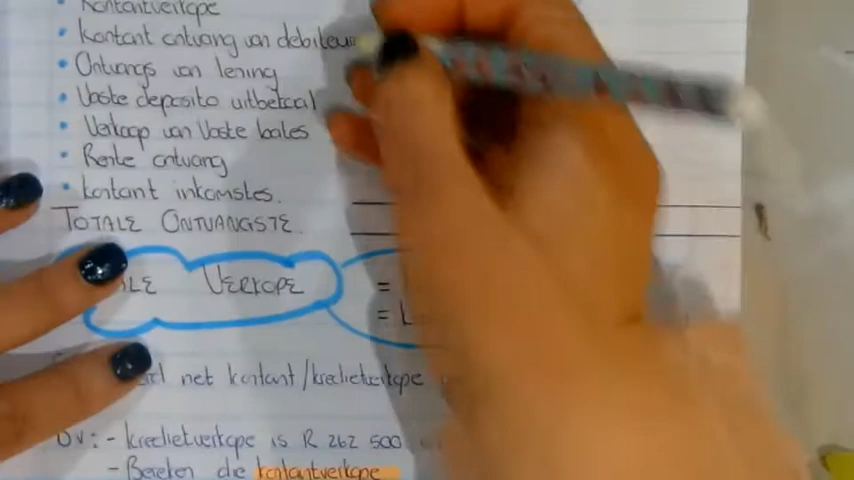 Kontantverkope
• Kontant ontvang van debiteure
• Ontvangs van lening
• Vaste deposito uitbetaal
• Verkoop van Vaste bates
• Rente ontvang
• kontant inkomstes.
TOTALE ONTVANGSTE.
VERKOPE =
=
net kontant/kredietverkope
BV: - kredietverkope is R 262 500
- Bereken die kontantverkope